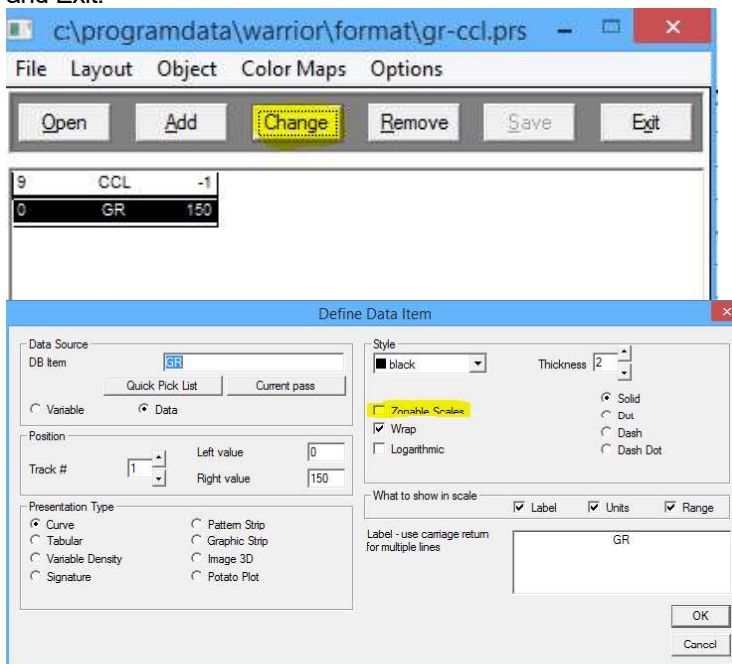 and Exit.
c:\programdata\warrior\format\gr-ccl.prs
File Layout Object Color Maps Options
Open Add Change Remove Save Exit
9 CCL -1
0 GR 150
Define Data Item
Data Source
DB Item GR
Quick Pick List Current pass
Variable Data
Position
Track # 1 Left value 0
Right value 150
Presentation Type
Curve Pattern Strip
Tabular Graphic Strip
Variable Density Image 3D
Signature Potato Plot
Style
black Thickness 2
Zonable Scales
Wrap
Logarithmic
Solid
Dot
Dash
Dash Dot
What to show in scale
Label Units Range
Label - use carriage return
for multiple lines
GR
OK
Cancel